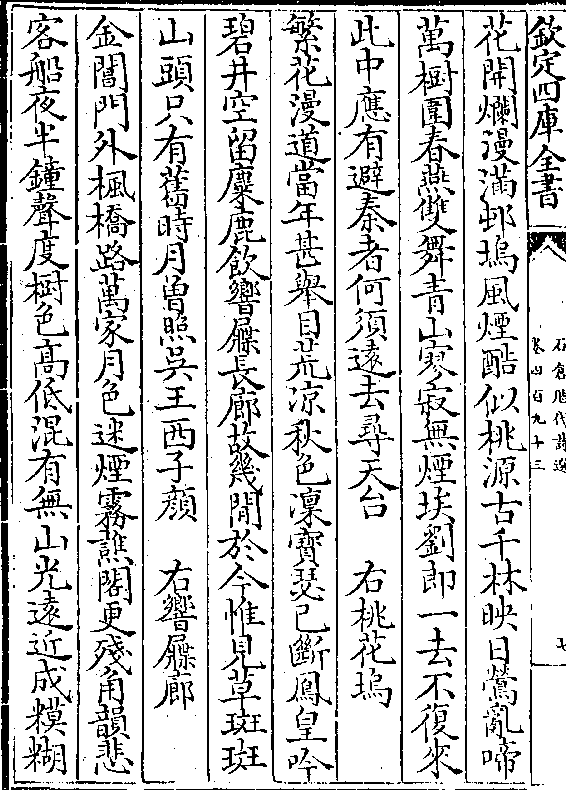 欽定四庫全書
石倉歷代詩選
卷四百九十三
七
花開爛漫滿邨塢風煙酷似桃源古千林映日鶯亂啼
萬樹圍春燕雙舞青山寥寂無煙埃劉郎一去不復來
此中應有避秦者何須遠去尋天台　右桃花塢
繁花漫道當年甚舉目荒凉秋色凜寶瑟已斷鳳皇吟
碧井空留麋鹿飲響屧長廊故幾間於今惟見草斑斑
山頭只有舊時月曾照吳王西子顔　右響屧廊
金閶門外楓橋路萬家月色迷煙霧譙閣更殘角韻悲
客船夜半鐘聲度樹色高低混有無山光遠近成糢糊